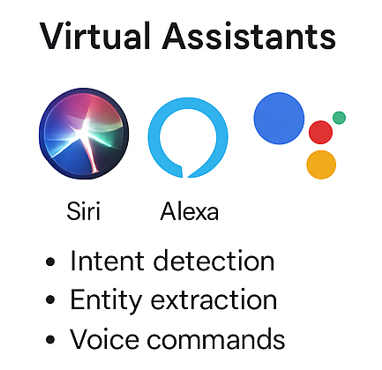 Virtual Assistants
Siri Alexa
• Intent detection
• Entity extraction
• Voice commands